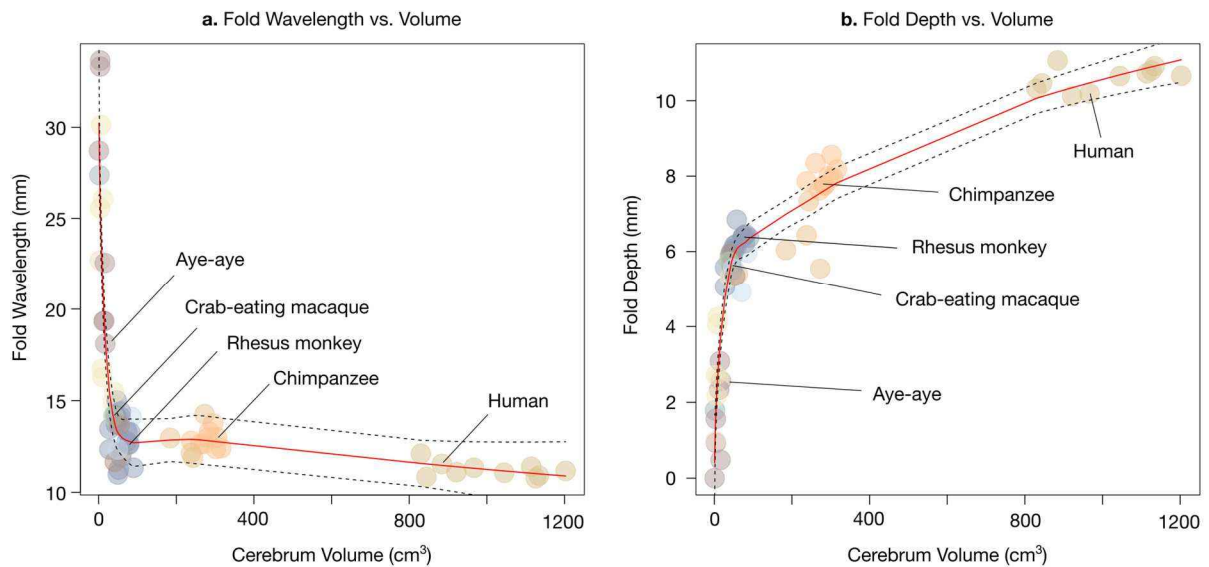 a. Fold Wavelength vs. Volume
Fold Wavelength (mm)
30
25
20
15
10
Aye-aye
Crab-eating macaque
Rhesus monkey
Chimpanzee
Human
0 400 800 1200
Cerebrum Volume (cm³)
b. Fold Depth vs. Volume
Fold Depth (mm)
10
8
6
4
2
0
Human
Chimpanzee
Rhesus monkey
Crab-eating macaque
Aye-aye
0 400 800 1200
Cerebrum Volume (cm³)